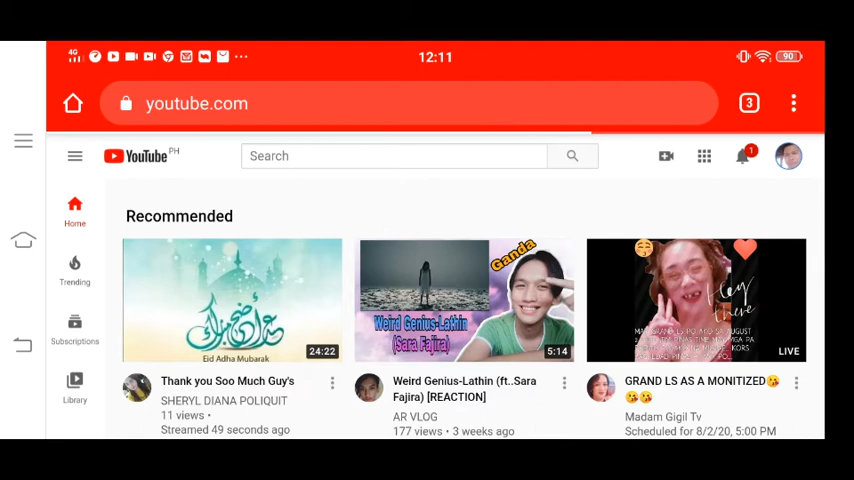 4G
12:11
90
youtube.com
3
YouTube PH
Search
1
Home
Trending
Subscriptions
Library
Recommended
Eid Adha Mubarak
24:22
Thank you Soo Much Guy's
SHERYL DIANA POLIQUIT
11 views •
Streamed 49 seconds ago
Ganda
Weird Genius-Lathin
(Sara Fajira)
5:14
Weird Genius-Lathin (ft..Sara
Fajira) [REACTION]
AR VLOG
177 views • 3 weeks ago
Hey
there
LIVE
GRAND LS AS A MONITIZED😘
😘😘
Madam Gigil Tv
Scheduled for 8/2/20, 5:00 PM